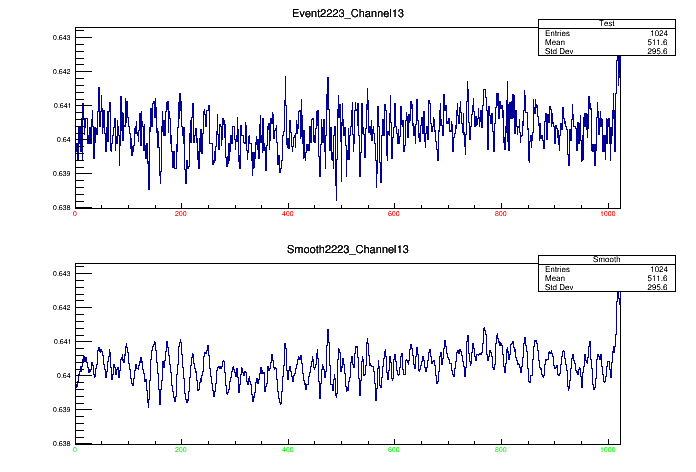 Event2223_Channel13
Test
Entries 1024
Mean 511.6
Std Dev 295.6
0.643
0.642
0.641
0.64
0.639
0.638
0 200 400 600 800 1000
Smooth2223_Channel13
Smooth
Entries 1024
Mean 511.6
Std Dev 295.6
0.643
0.642
0.641
0.64
0.639
0.638
0 200 400 600 800 1000